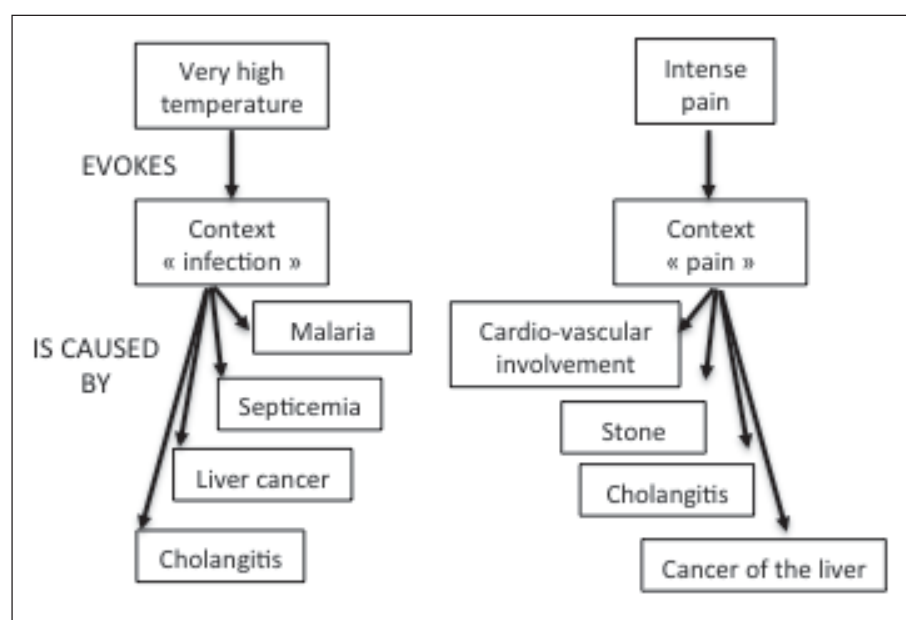 Very high
temperature
EVOKES
Context
« infection »
IS CAUSED
BY
Malaria
Septicemia
Liver cancer
Cholangitis
Intense
pain
Context
« pain »
Cardio-vascular
involvement
Stone
Cholangitis
Cancer of the liver